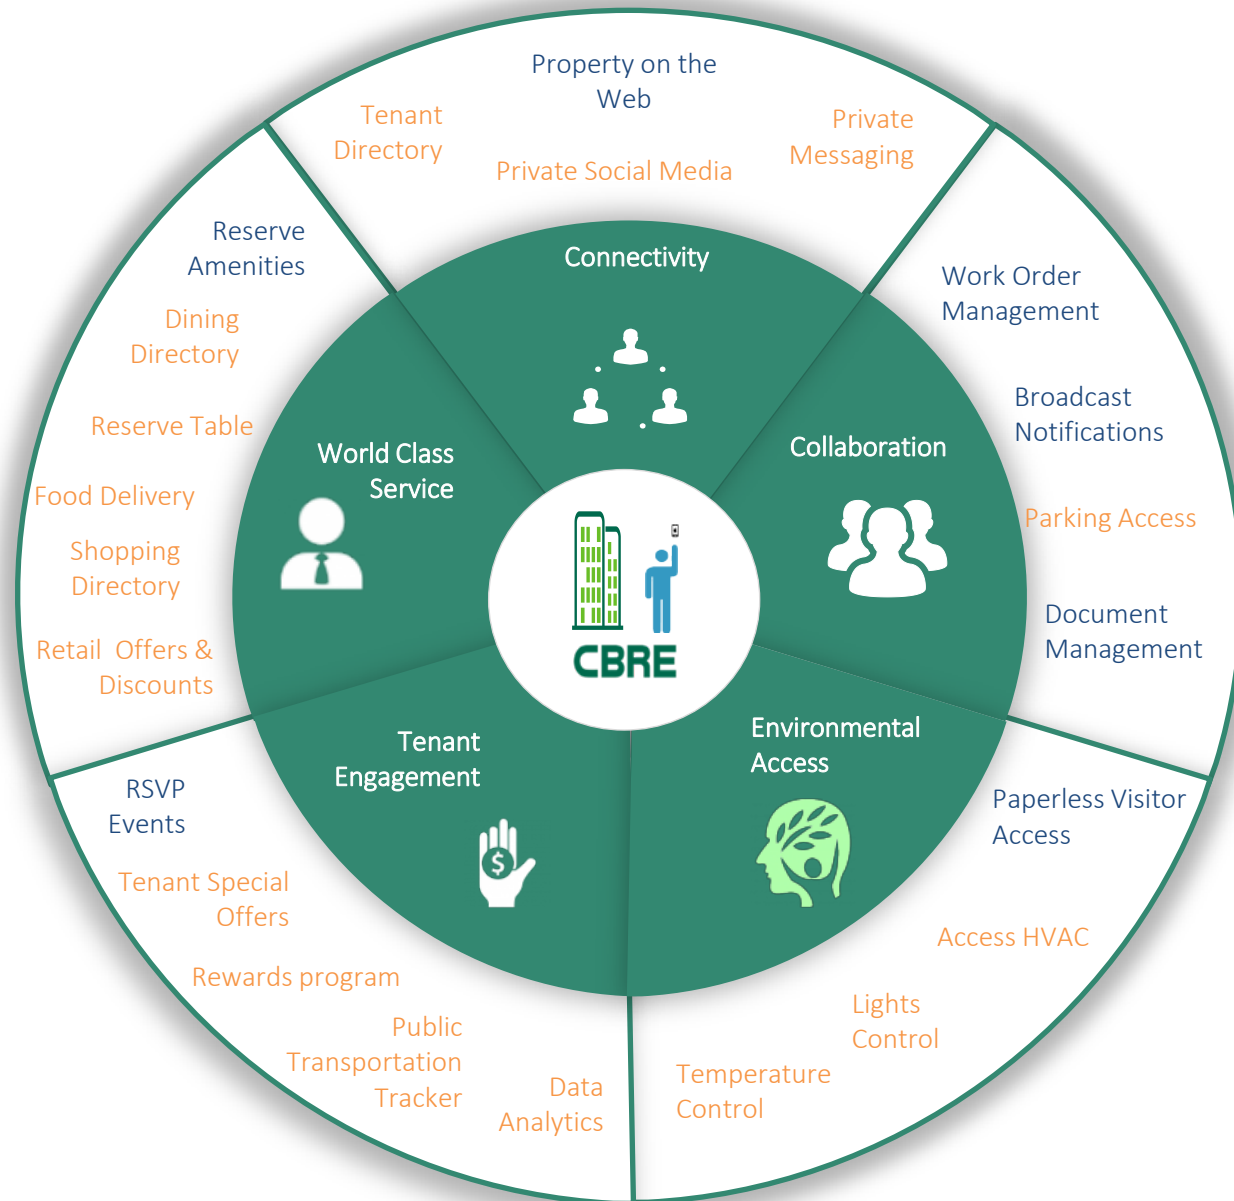 Property on the
Web
Tenant
Directory
Private Social Media
Private
Messaging
Connectivity
Work Order
Management
Broadcast
Notifications
Parking Access
Document
Management
Collaboration
Environmental
Access
Paperless Visitor
Access
Access HVAC
Lights
Control
Temperature
Control
Tenant
Engagement
$
RSVP
Events
Tenant Special
Offers
Rewards program
Public
Transportation
Tracker
Data
Analytics
World Class
Service
Reserve
Amenities
Dining
Directory
Reserve Table
Food Delivery
Shopping
Directory
Retail  Offers &
Discounts
CBRE